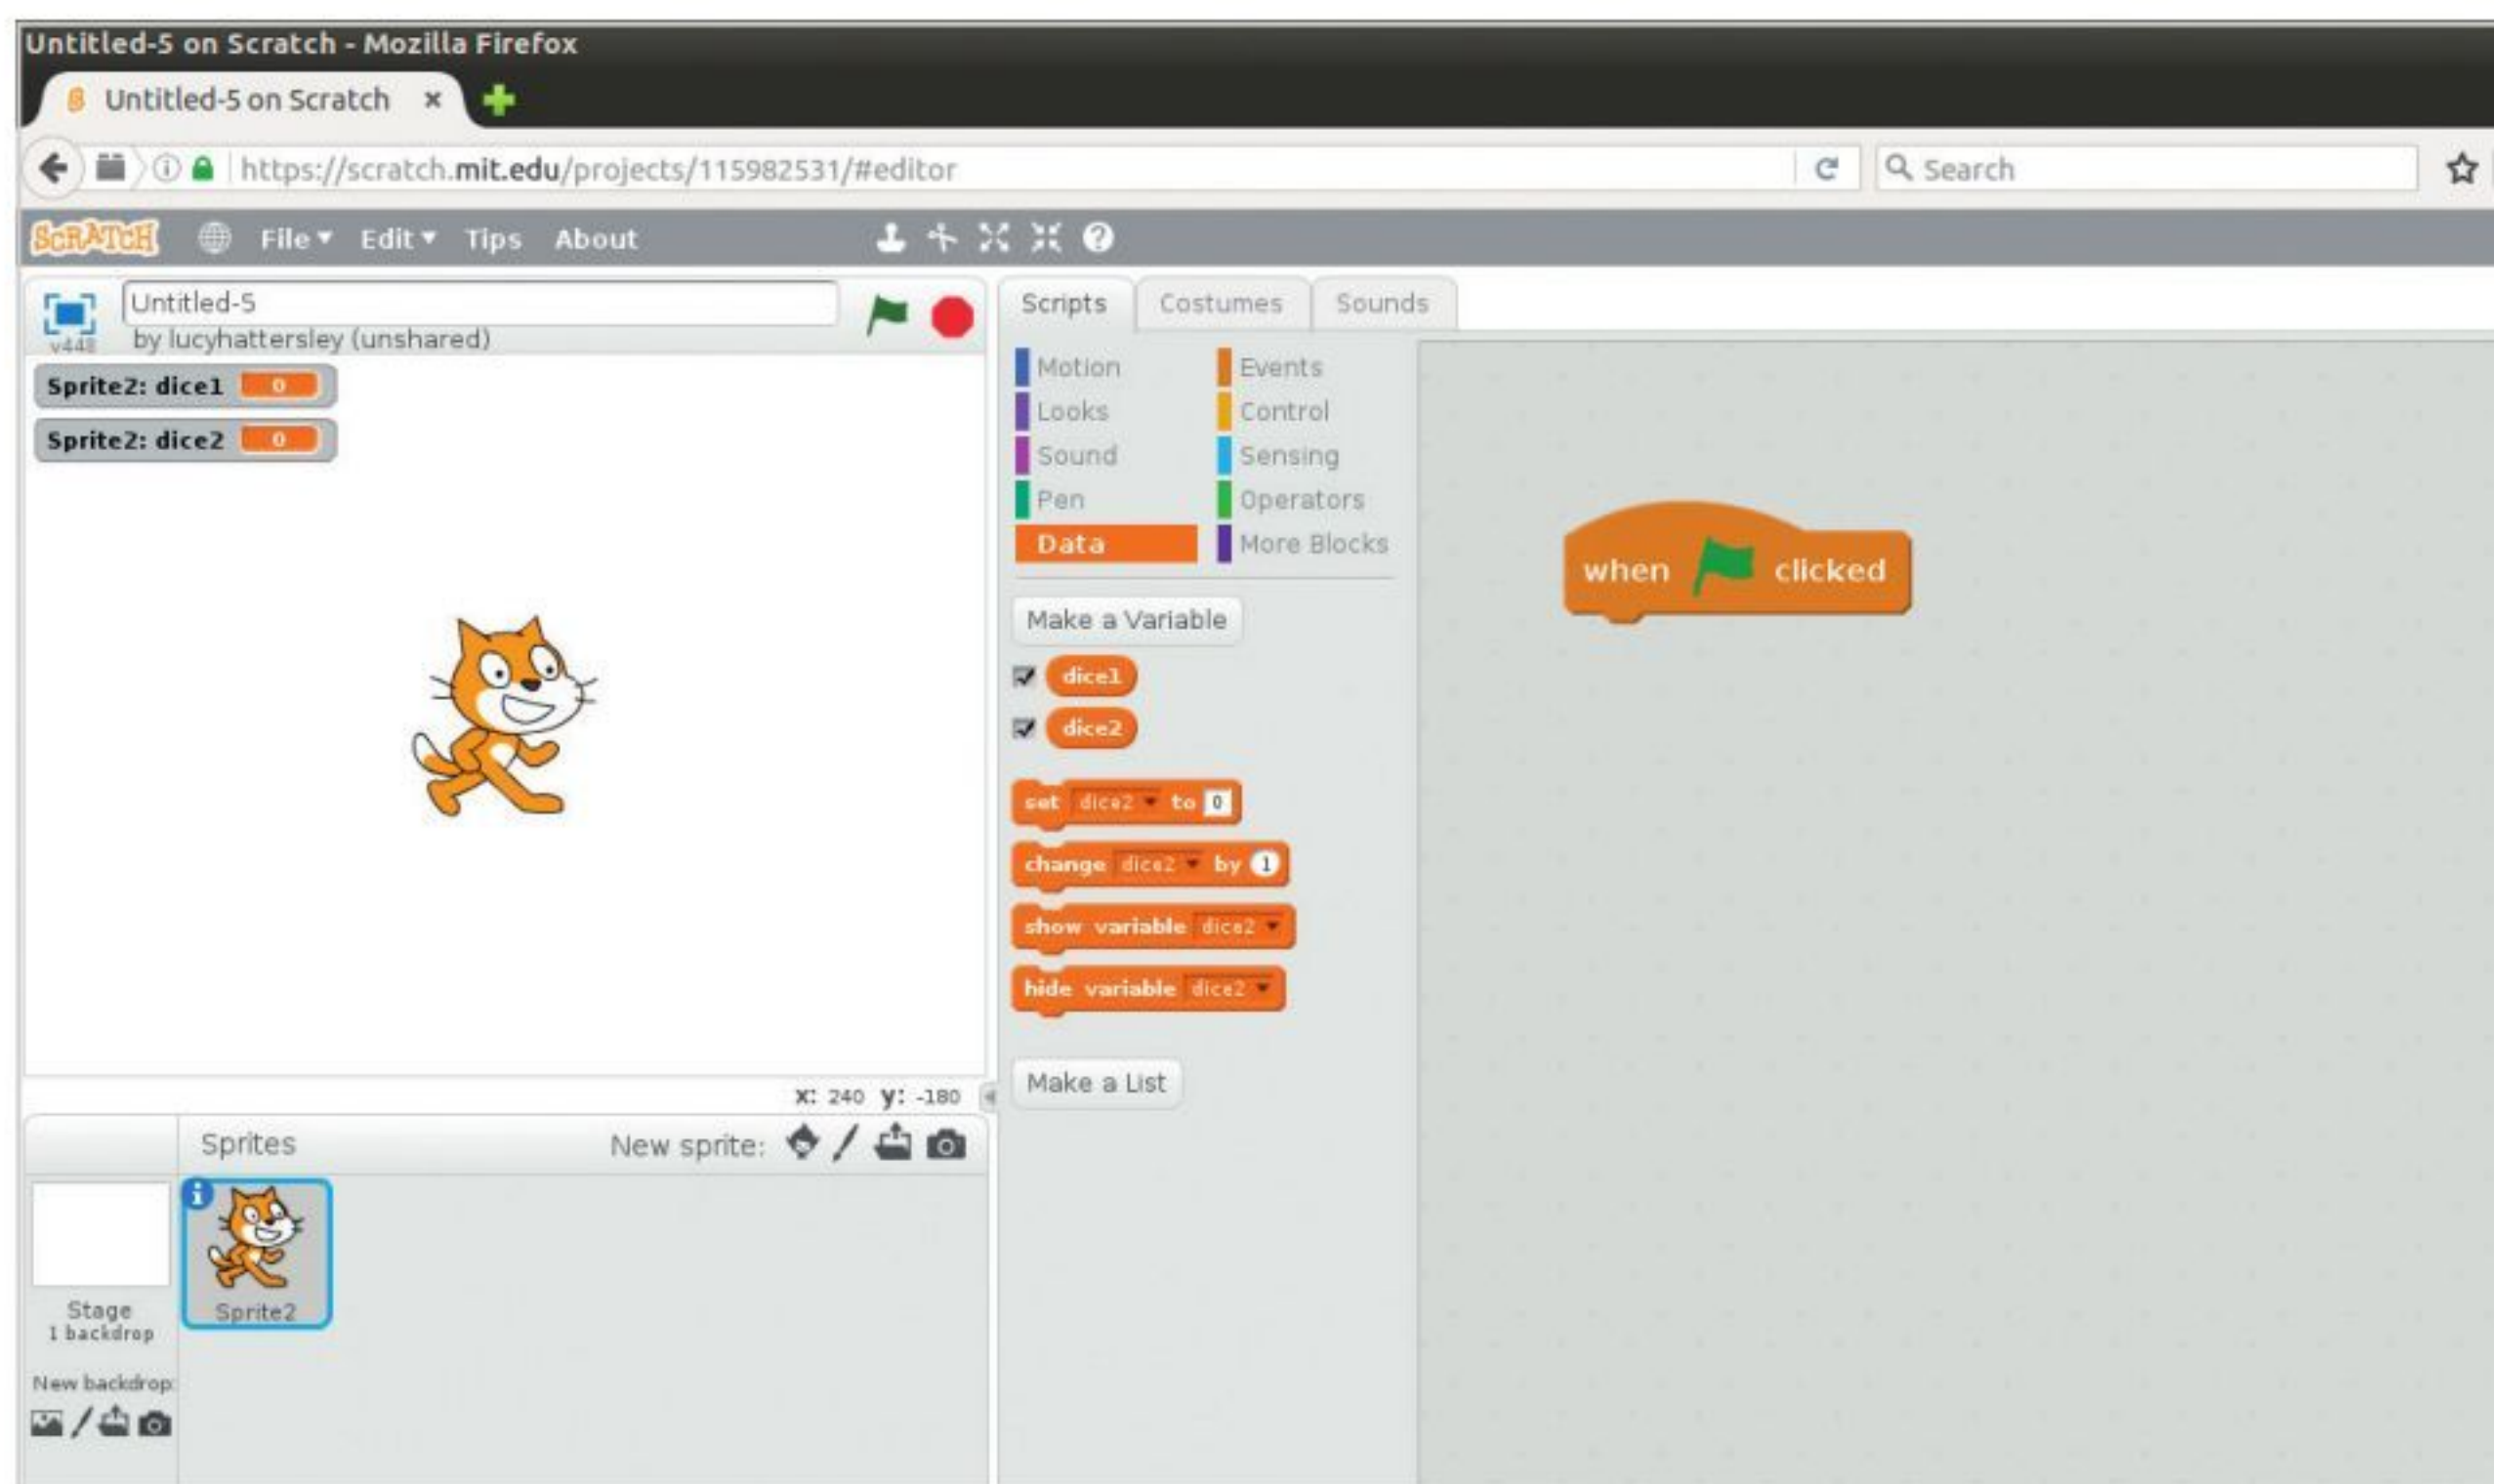 Untitled-5 on Scratch - Mozilla Firefox
Untitled-5 on Scratch
https://scratch.mit.edu/projects/115982531/#editor
Search
SCRATCH File Edit Tips About
Untitled-5
by lucyhattersley (unshared)
v448
Sprite2: dice1 0
Sprite2: dice2 0
x: 240 y: -180
Sprites
New sprite:
Stage
1 backdrop
New backdrop:
Sprite2
Scripts Costumes Sounds
Motion Events
Looks Control
Sound Sensing
Pen Operators
Data More Blocks
Make a Variable
dice1
dice2
set dice2 to 0
change dice2 by 1
show variable dice2
hide variable dice2
Make a List
when clicked